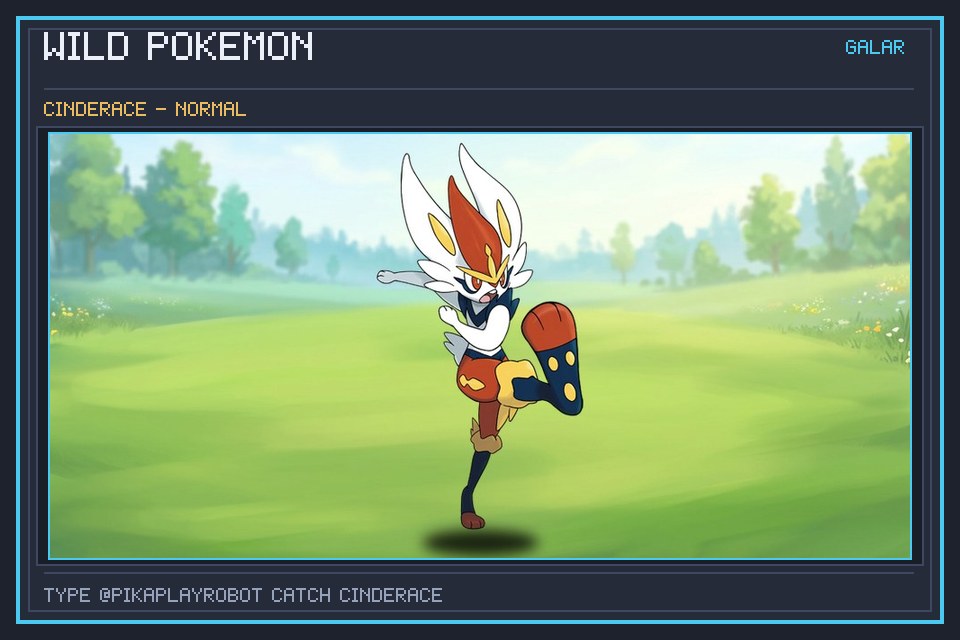 WILD POKEMON
GALAR
CINDERACE - NORMAL
TYPE @PIKAPLAYROBOT CATCH CINDERACE